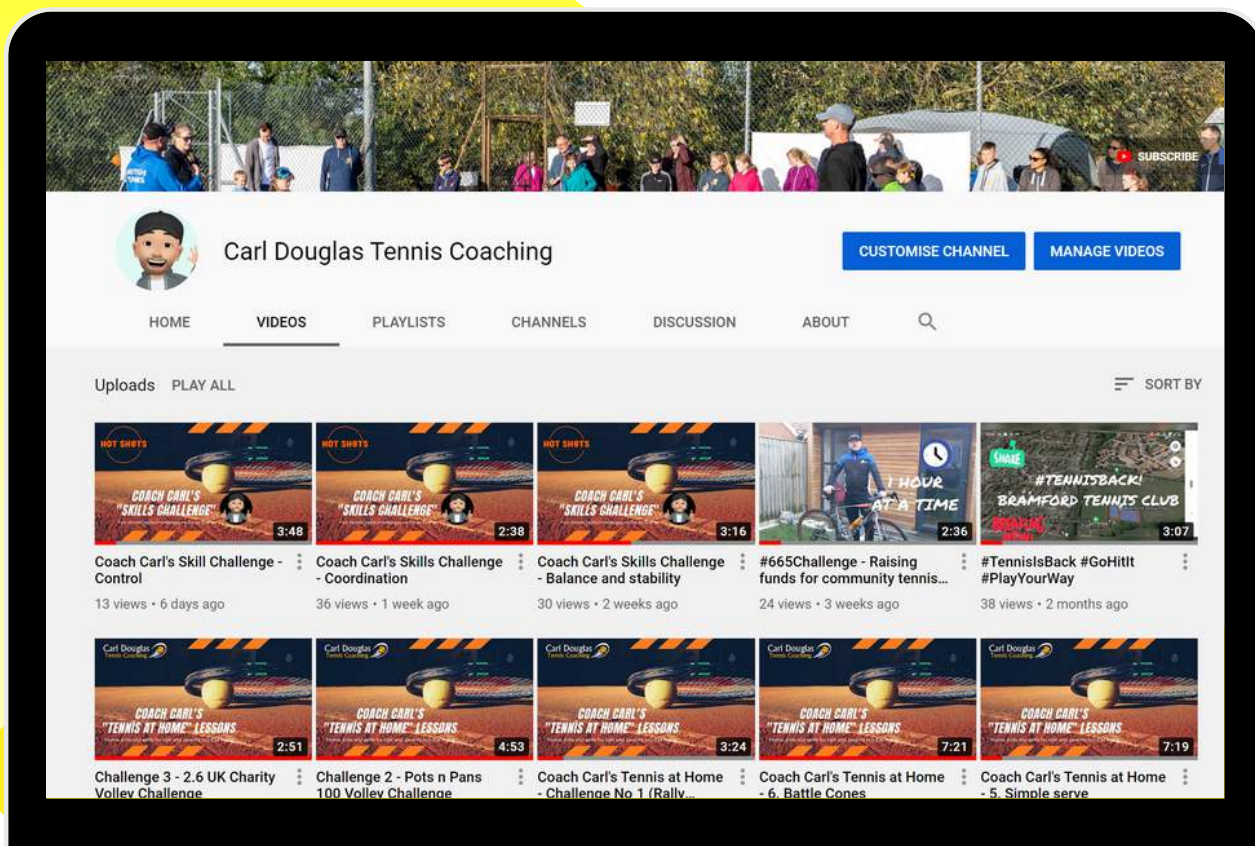 BRITISH
TENNIS
SUBSCRIBE
Carl Douglas Tennis Coaching
CUSTOMISE CHANNEL
MANAGE VIDEOS
HOME VIDEOS PLAYLISTS CHANNELS DISCUSSION ABOUT
Uploads PLAY ALL
SORT BY
HOT SHOTS
COACH CARL'S
"SKILLS CHALLENGE"
3:48
Coach Carl's Skill Challenge -
Control
13 views • 6 days ago
HOT SHOTS
COACH CARL'S
"SKILLS CHALLENGE"
2:38
Coach Carl's Skills Challenge
- Coordination
36 views • 1 week ago
HOT SHOTS
COACH CARL'S
"SKILLS CHALLENGE"
3:16
Coach Carl's Skills Challenge
- Balance and stability
30 views • 2 weeks ago
1 HOUR
AT A TIME
2:36
#665Challenge - Raising
funds for community tennis...
24 views • 3 weeks ago
SHARE
#TENNISBACK!
BRAMFORD TENNIS CLUB
3:07
#TennisIsBack #GoHitIt
#PlayYourWay
38 views • 2 months ago
Carl Douglas
Tennis Coaching
COACH CARL'S
"TENNIS AT HOME" LESSONS
2:51
Challenge 3 - 2.6 UK Charity
Volley Challenge
Carl Douglas
Tennis Coaching
COACH CARL'S
"TENNIS AT HOME" LESSONS
4:53
Challenge 2 - Pots n Pans
100 Volley Challenge
Carl Douglas
Tennis Coaching
COACH CARL'S
"TENNIS AT HOME" LESSONS
3:24
Coach Carl's Tennis at Home
- Challenge No 1 (Rally...
Carl Douglas
Tennis Coaching
COACH CARL'S
"TENNIS AT HOME" LESSONS
7:21
Coach Carl's Tennis at Home
- 6. Battle Cones
Carl Douglas
Tennis Coaching
COACH CARL'S
"TENNIS AT HOME" LESSONS
7:19
Coach Carl's Tennis at Home
- 5. Simple serve